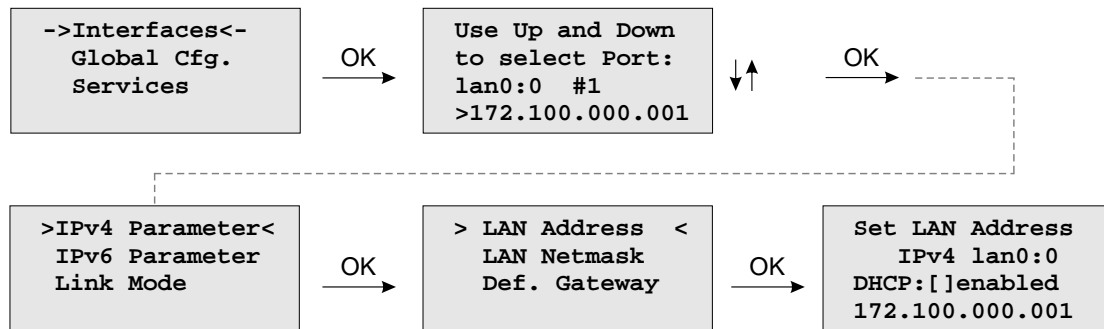 ->Interfaces<-
Global Cfg.
Services
OK
Use Up and Down
to select Port:
lan0:0 #1
>172.100.000.001
OK
>IPv4 Parameter<
IPv6 Parameter
Link Mode
OK
> LAN Address <
LAN Netmask
Def. Gateway
OK
Set LAN Address
IPv4 lan0:0
DHCP:[]enabled
172.100.000.001